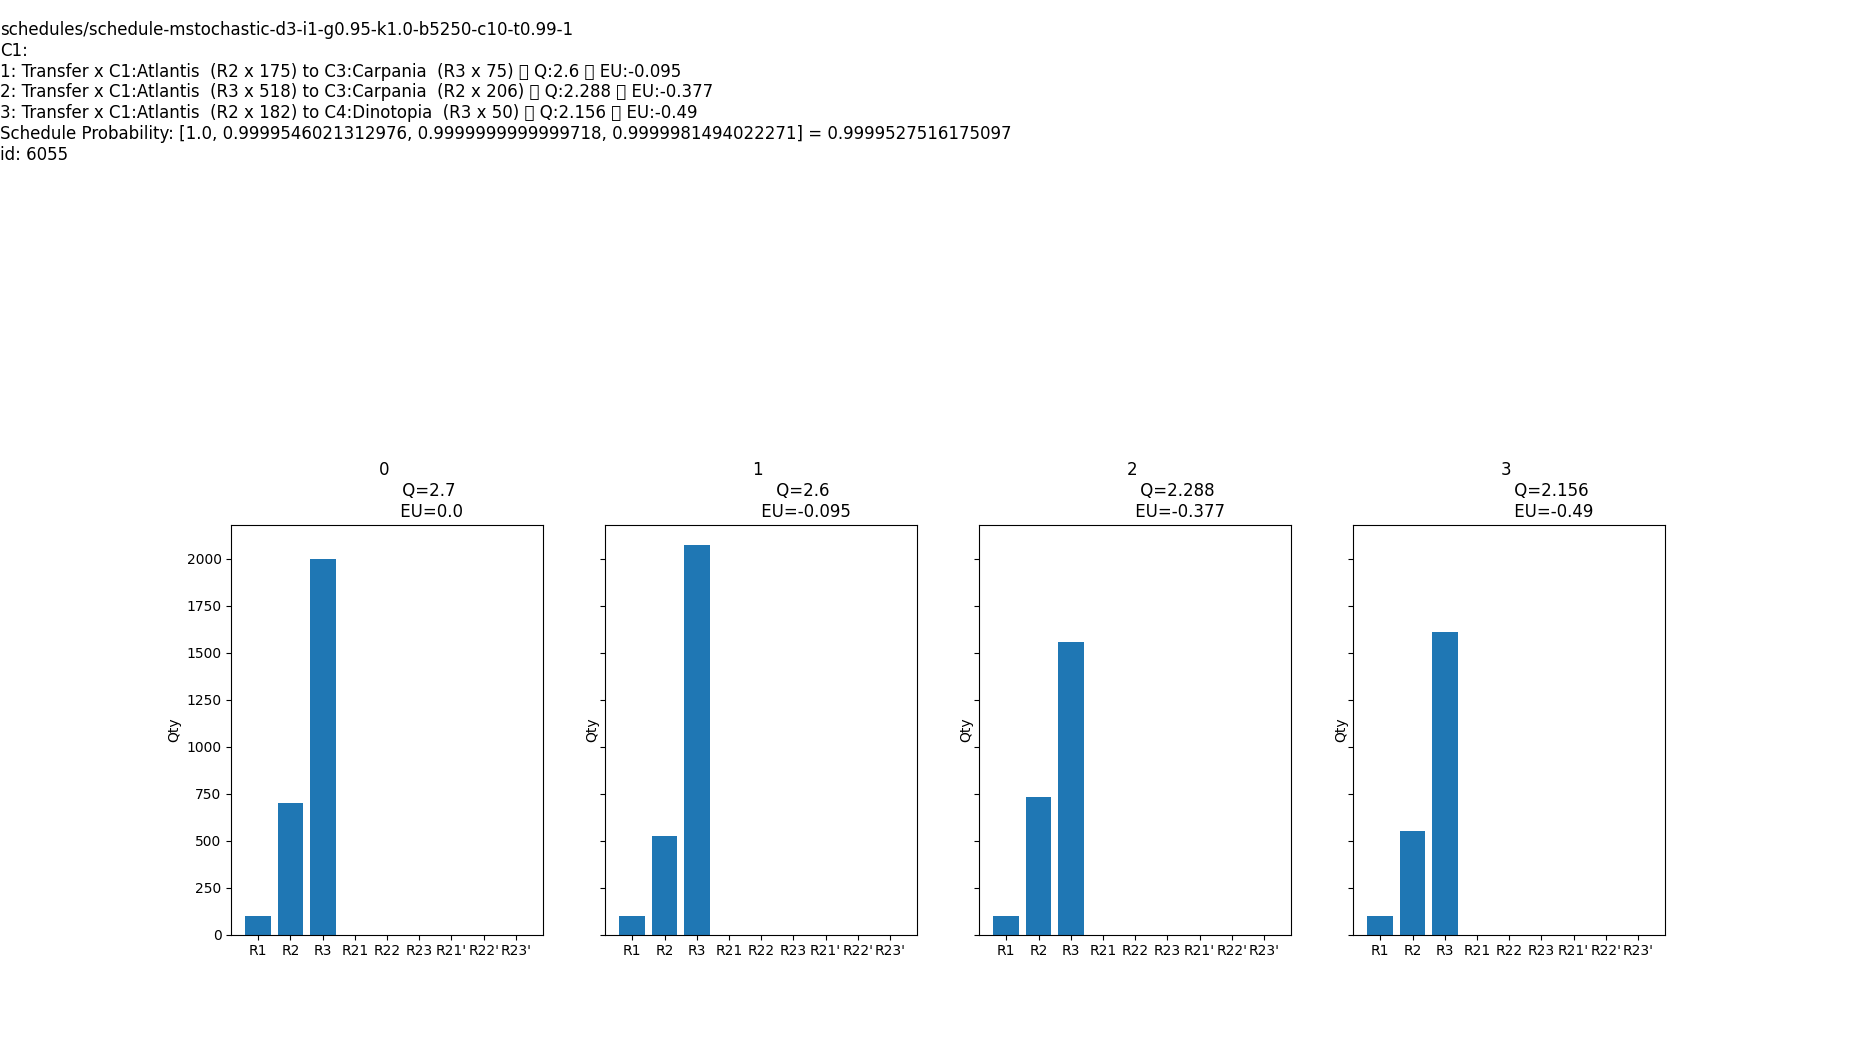 schedules/schedule-mstochastic-d3-i1-g0.95-k1.0-b5250-c10-t0.99-1
C1:
1: Transfer x C1:Atlantis (R2 x 175) to C3:Carpania (R3 x 75) ▯ Q:2.6 ▯ EU:-0.095
2: Transfer x C1:Atlantis (R3 x 518) to C3:Carpania (R2 x 206) ▯ Q:2.288 ▯ EU:-0.377
3: Transfer x C1:Atlantis (R2 x 182) to C4:Dinotopia (R3 x 50) ▯ Q:2.156 ▯ EU:-0.49
Schedule Probability: [1.0, 0.9999546021312976, 0.9999999999999718, 0.9999981494022271] = 0.9999527516175097
id: 6055
0
Q=2.7
EU=0.0
2000
1750
1500
1250
1000
750
500
250
0
Qty
R1 R2 R3 R21 R22 R23 R21' R22' R23'
1
Q=2.6
EU=-0.095
Qty
R1 R2 R3 R21 R22 R23 R21' R22' R23'
2
Q=2.288
EU=-0.377
Qty
R1 R2 R3 R21 R22 R23 R21' R22' R23'
3
Q=2.156
EU=-0.49
Qty
R1 R2 R3 R21 R22 R23 R21' R22' R23'